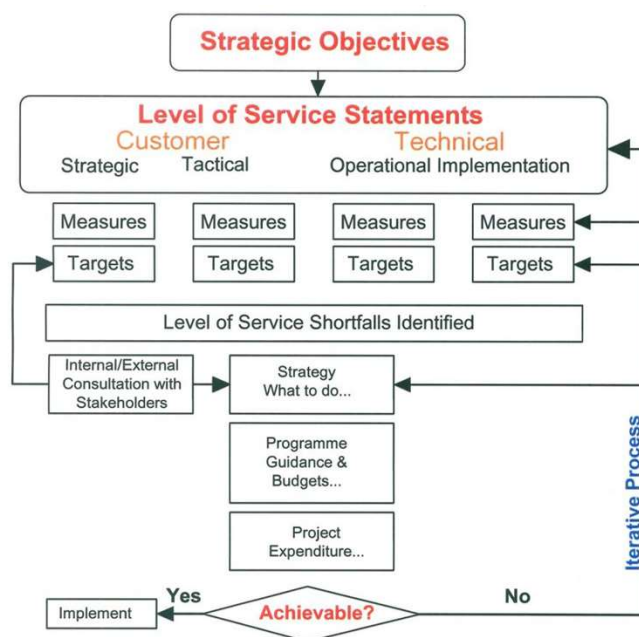 Strategic Objectives
Level of Service Statements
Customer Technical
Strategic Tactical Operational Implementation
Measures Measures Measures Measures
Targets Targets Targets Targets
Level of Service Shortfalls Identified
Internal/External
Consultation with
Stakeholders
Strategy
What to do...
Programme
Guidance &
Budgets...
Project
Expenditure...
Iterative Process
Yes
No
Implement
Achievable?